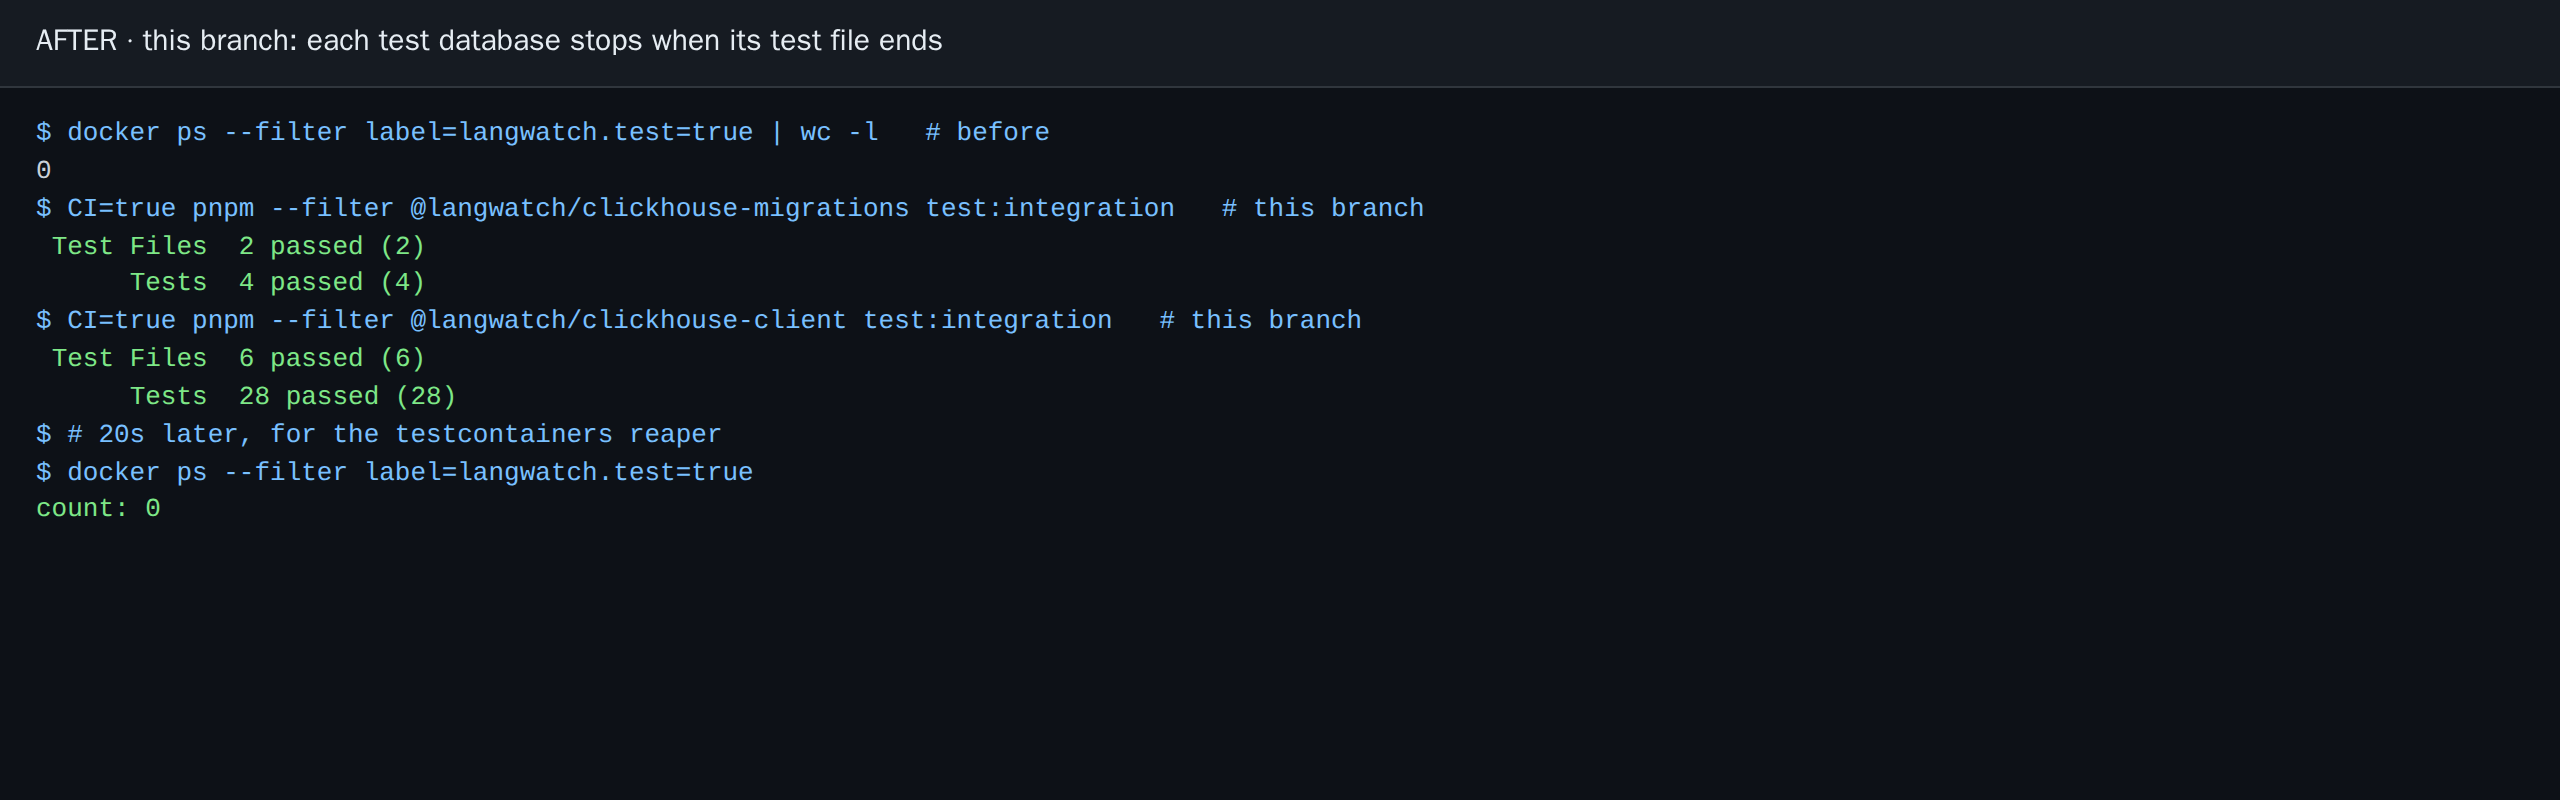 AFTER · this branch: each test database stops when its test file ends
$ docker ps --filter label=langwatch.test=true | wc -l   # before
0
$ CI=true pnpm --filter @langwatch/clickhouse-migrations test:integration   # this branch
 Test Files  2 passed (2)
      Tests  4 passed (4)
$ CI=true pnpm --filter @langwatch/clickhouse-client test:integration   # this branch
 Test Files  6 passed (6)
      Tests  28 passed (28)
$ # 20s later, for the testcontainers reaper
$ docker ps --filter label=langwatch.test=true
count: 0